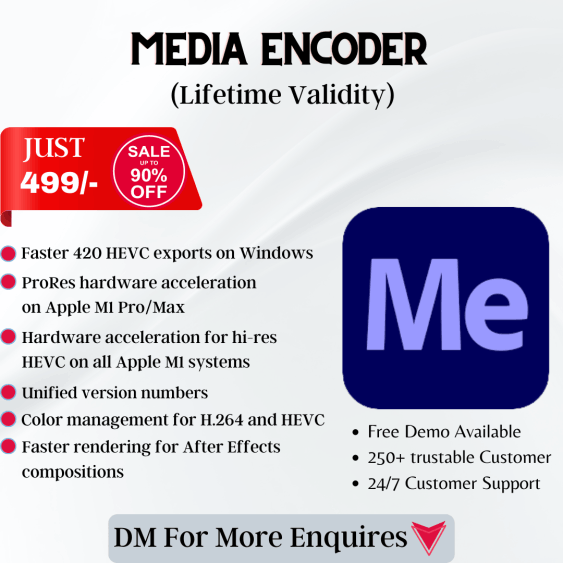 MEDIA ENCODER
(Lifetime Validity)
JUST
499/-
SALE
UP TO
90%
OFF
Faster 420 HEVC exports on Windows
ProRes hardware acceleration
on Apple M1 Pro/Max
Hardware acceleration for hi-res
HEVC on all Apple M1 systems
Unified version numbers
Color management for H.264 and HEVC
Faster rendering for After Effects
compositions
Me
• Free Demo Available
• 250+ trustable Customer
• 24/7 Customer Support
DM For More Enquires